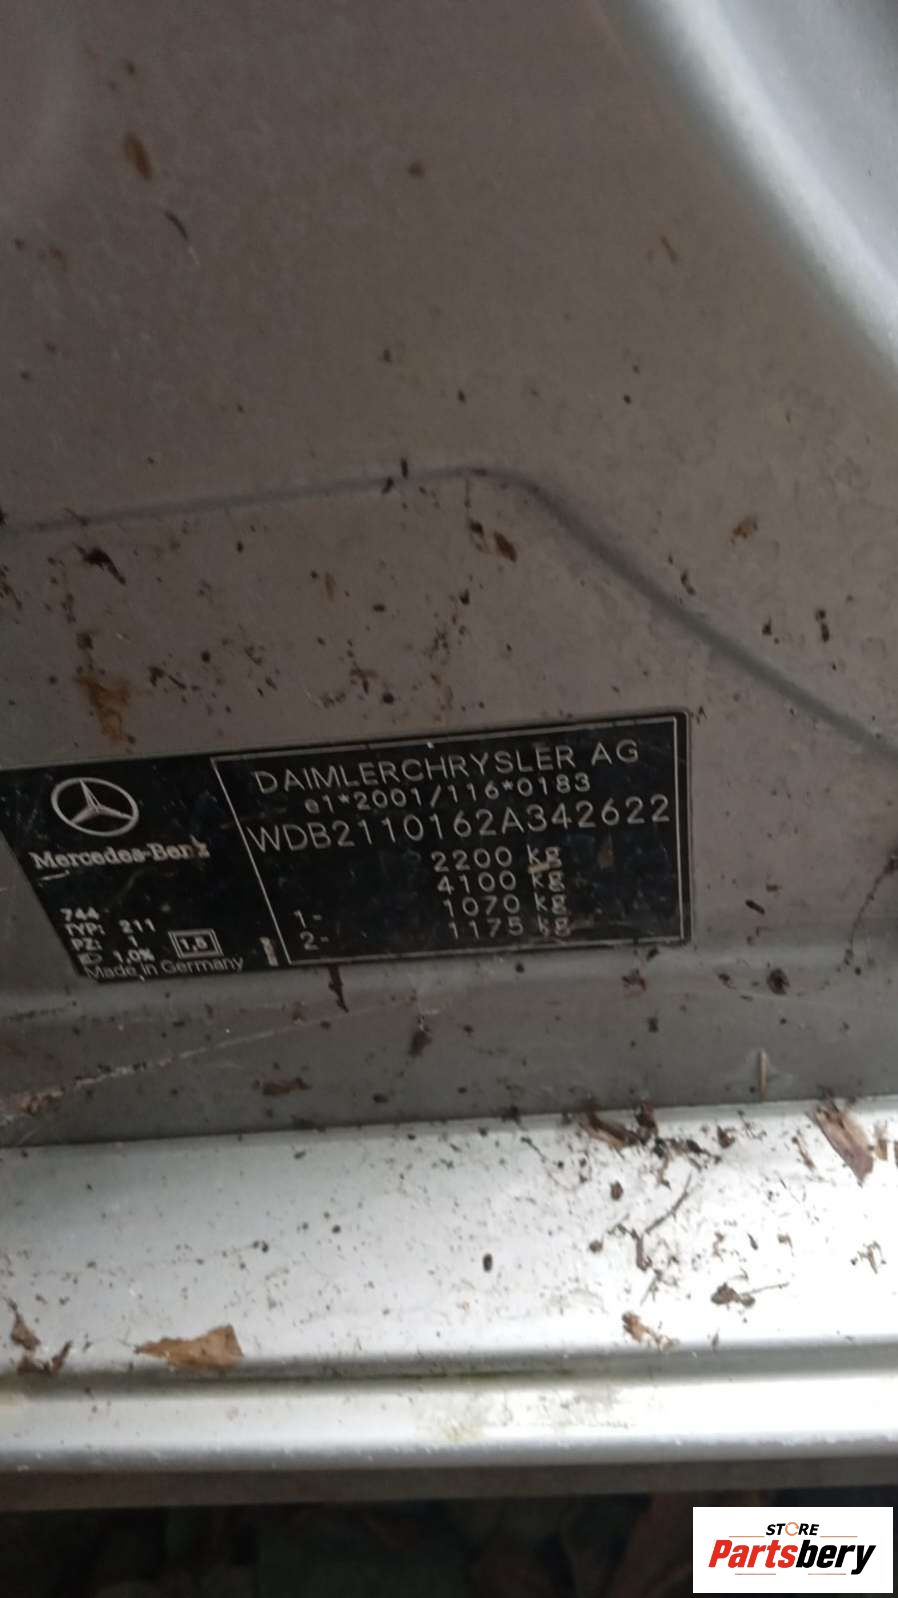 Mercedes-Benz
744
TYP: 211
PZ: 1
1,0% 1,5
Made in Germany
DAIMLERCHRYSLER AG
e1*2001/116*0183
WDB2110162A342622
2200 kg
4100 kg
1- 1070 kg
2- 1175 kg
STORE
Partsbery